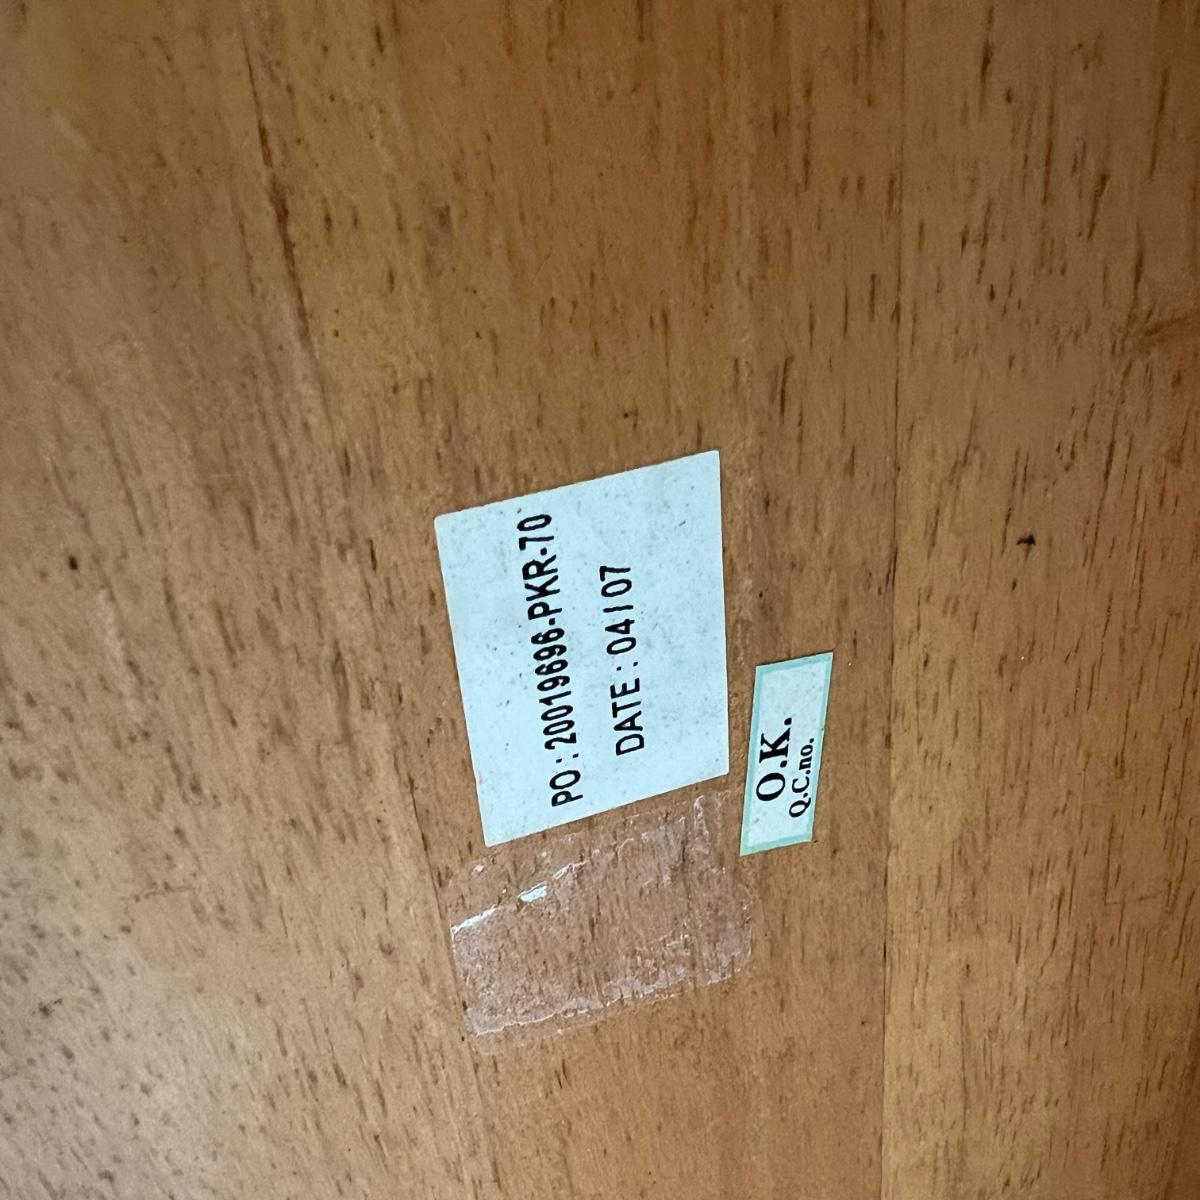 PO : 20019696-PKR-70
DATE : 04/07
O.K.
Q.C.no.